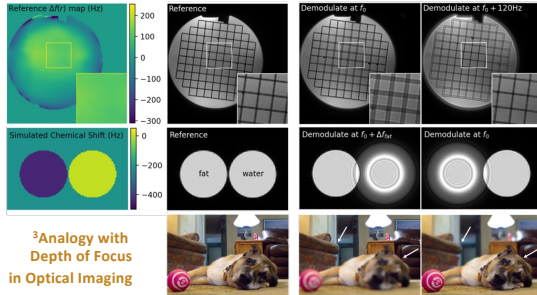 Reference Δf(r) map (Hz)
Reference
Demodulate at f0
Demodulate at f0 + 120Hz
200
100
0
−100
−200
−300
Simulated Chemical Shift (Hz)
Reference
Demodulate at f0 + Δffat
Demodulate at f0
0
−200
−400
fat
water
3Analogy with
Depth of Focus
in Optical Imaging